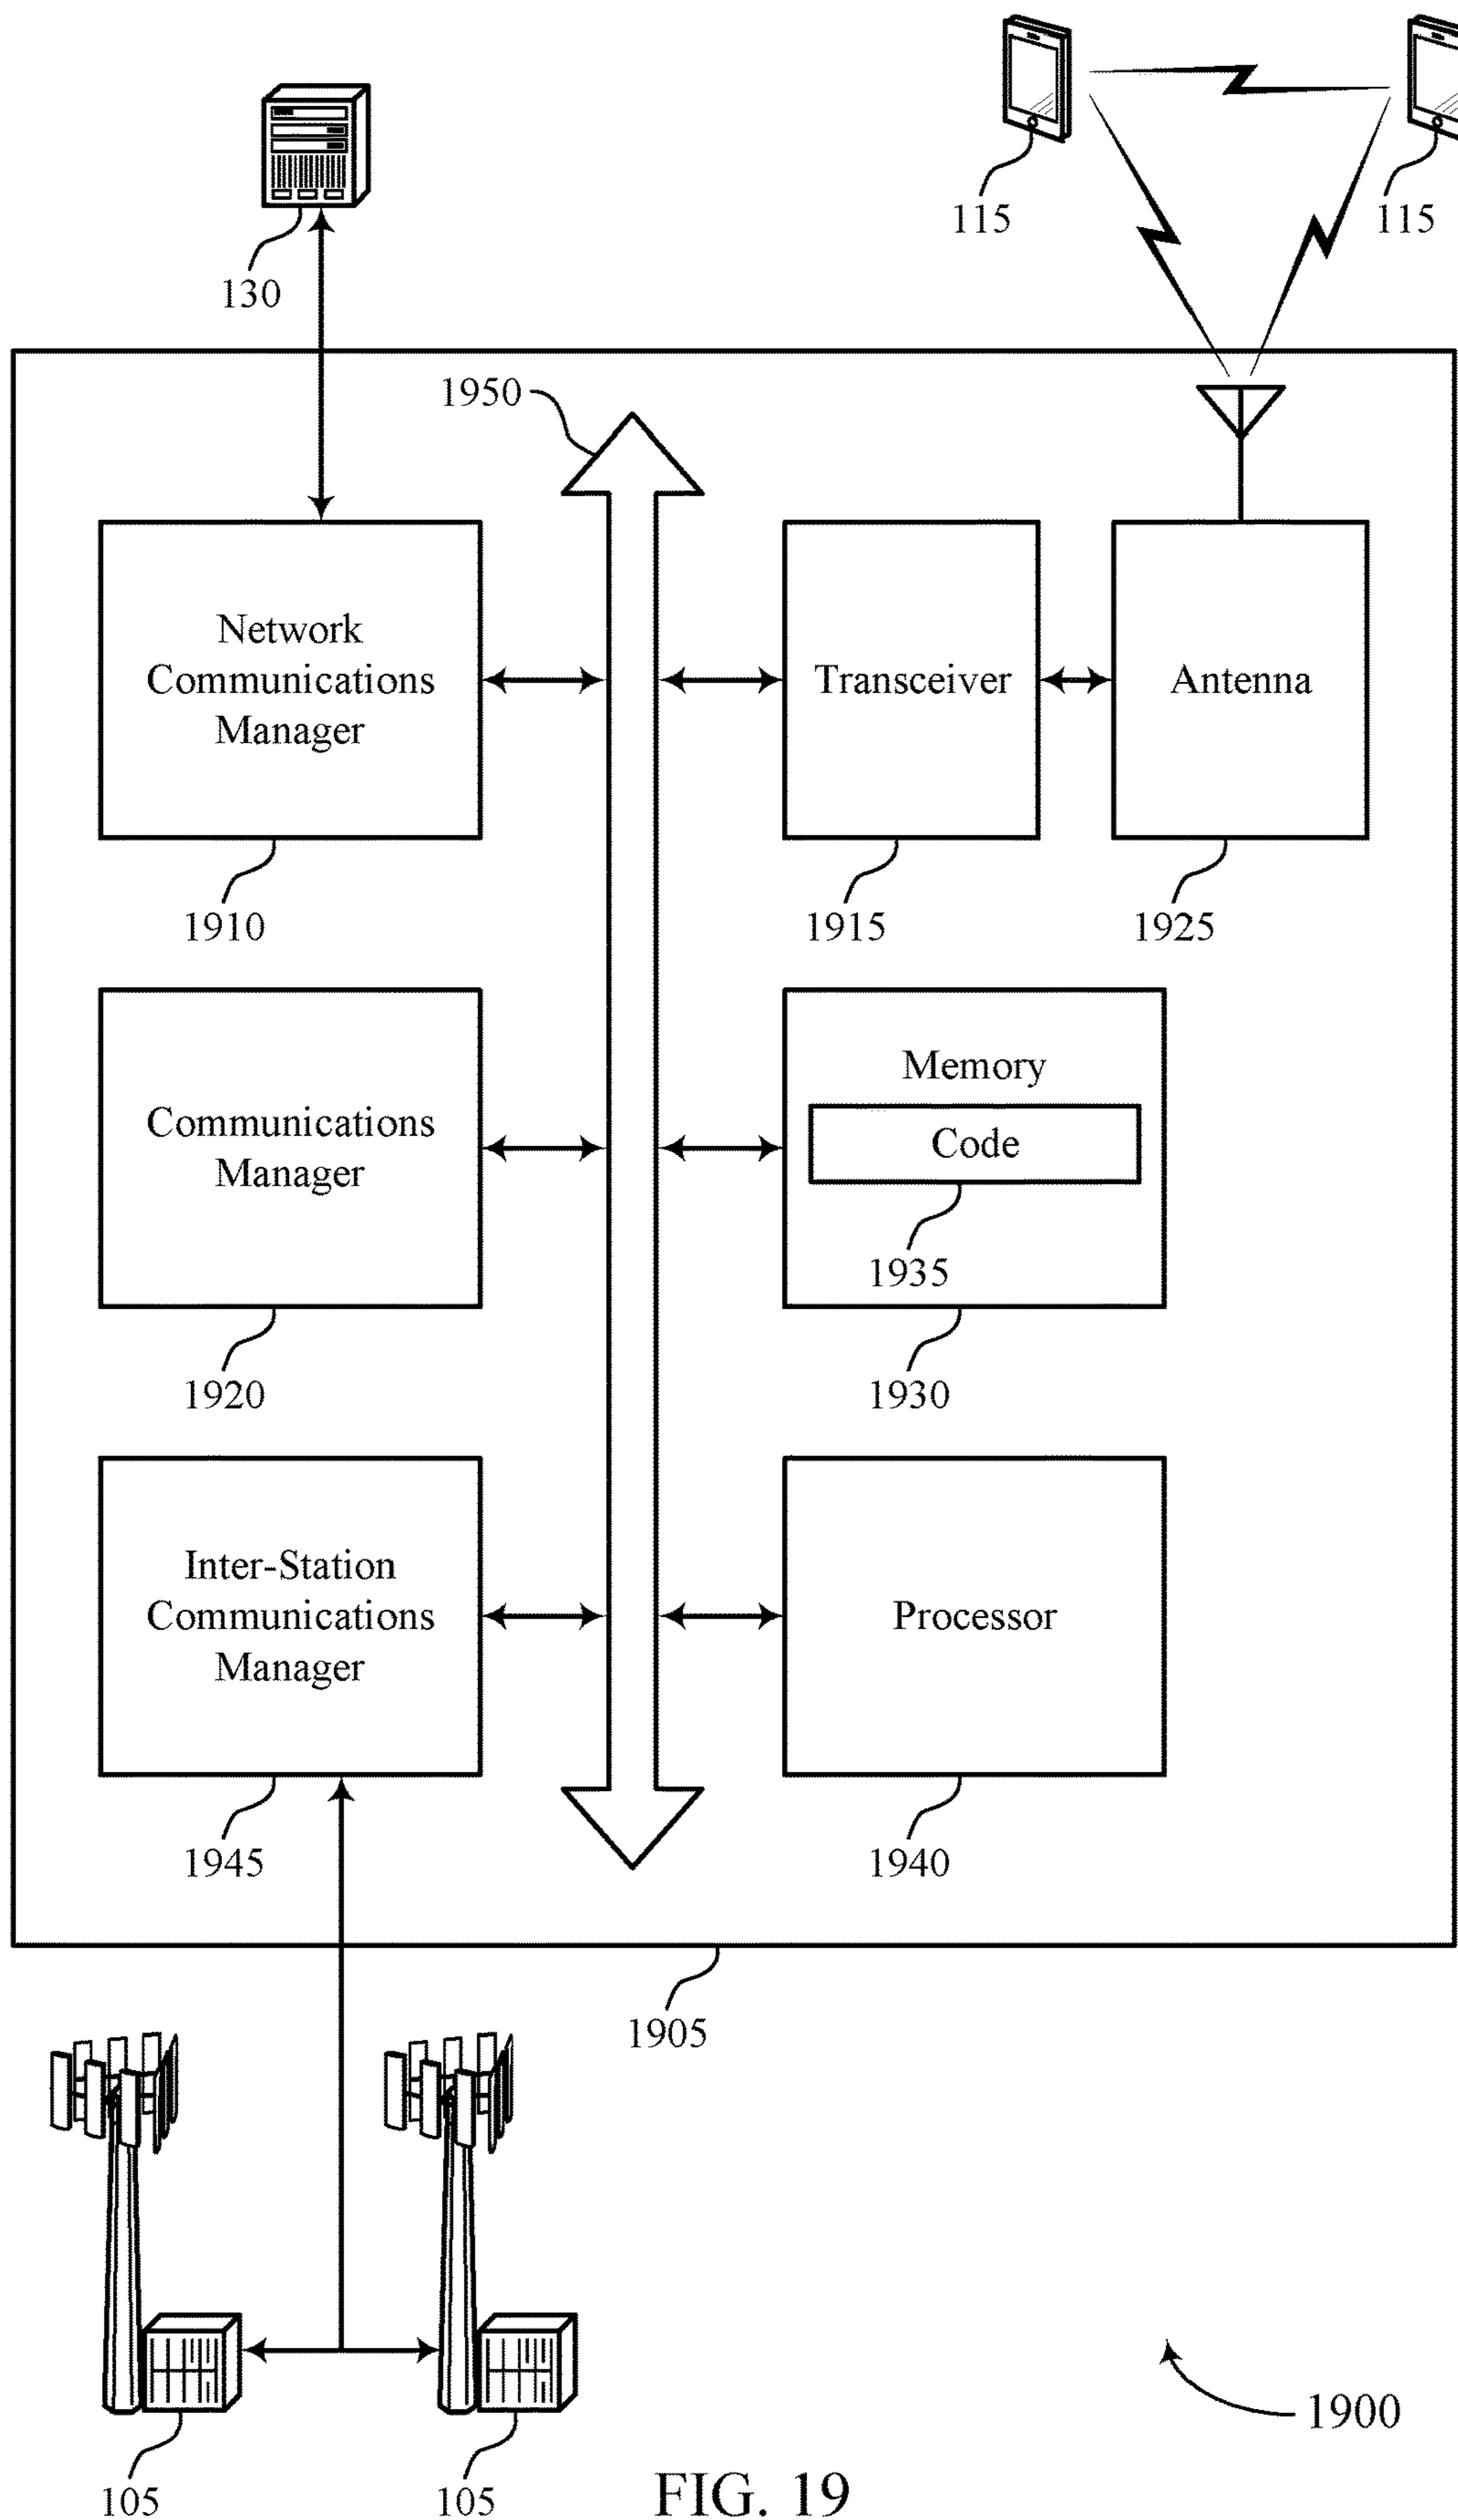 115
115
130
1950
Network
Communications
Manager
Transceiver
Antenna
1910
1915
1925
Communications
Manager
Memory
Code
1935
1920
1930
Inter-Station
Communications
Manager
Processor
1945
1940
1905
1900
105
105
FIG. 19